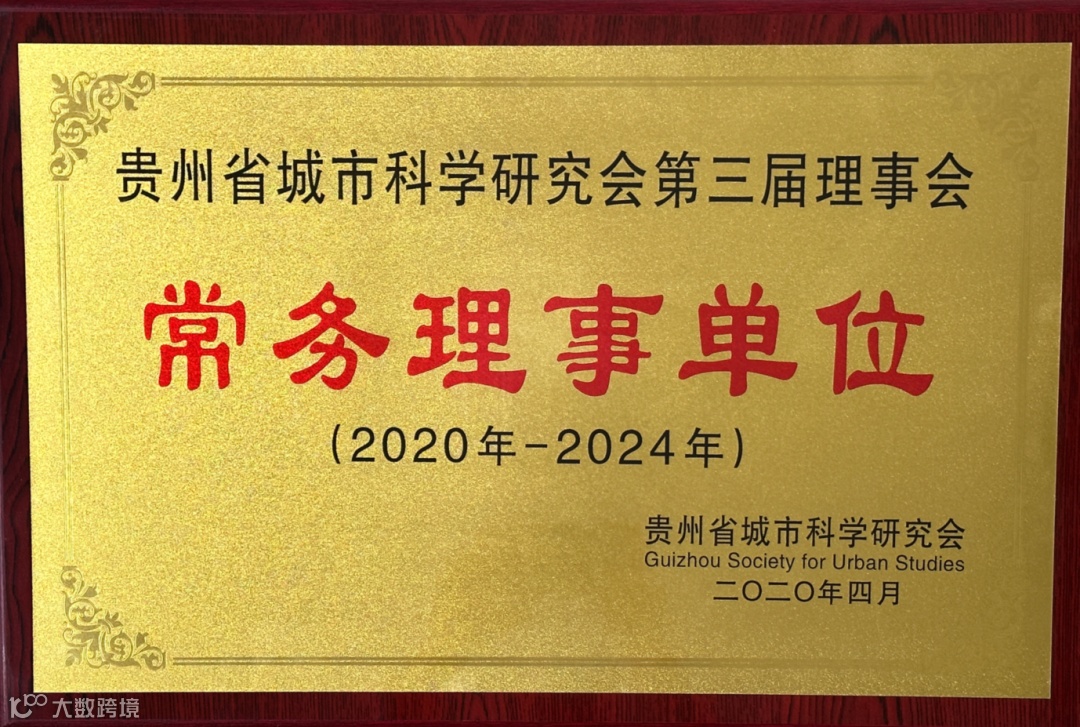 贵州省城市科学研究会第三届理事会
常务理事单位
(2020年-2024年)
贵州省城市科学研究会
Guizhou Society for Urban Studies
二〇二〇年四月
大数跨境